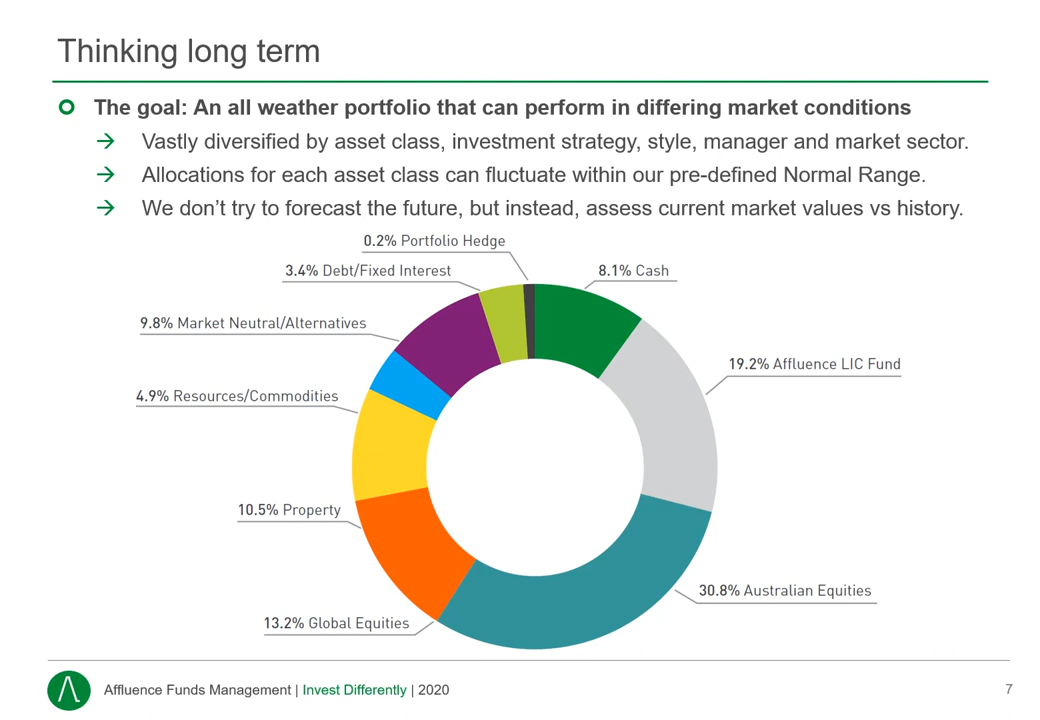 Thinking long term
The goal: An all weather portfolio that can perform in differing market conditions
Vastly diversified by asset class, investment strategy, style, manager and market sector.
Allocations for each asset class can fluctuate within our pre-defined Normal Range.
We don’t try to forecast the future, but instead, assess current market values vs history.
0.2% Portfolio Hedge
3.4% Debt/Fixed Interest
8.1% Cash
9.8% Market Neutral/Alternatives
19.2% Affluence LIC Fund
4.9% Resources/Commodities
10.5% Property
30.8% Australian Equities
13.2% Global Equities
Affluence Funds Management | Invest Differently | 2020
7